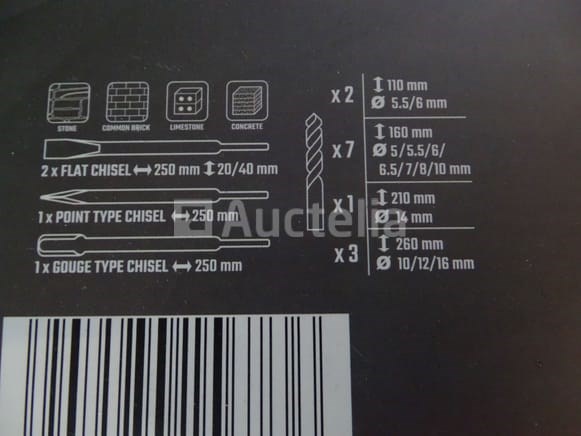 STONE COMMON BRICK LIMESTONE CONCRETE
2 x FLAT CHISEL ↔ 250 mm ↕ 20/40 mm
1 x POINT TYPE CHISEL ↔ 250 mm
1 x GOUGE TYPE CHISEL ↔ 250 mm
x 2
↕ 110 mm
Ø 5.5/6 mm
x 7
↕ 160 mm
Ø 5/5.5/6/
6.5/7/8/10 mm
x 1
↕ 210 mm
Ø 14 mm
x 3
↕ 260 mm
Ø 10/12/16 mm
Auctelia